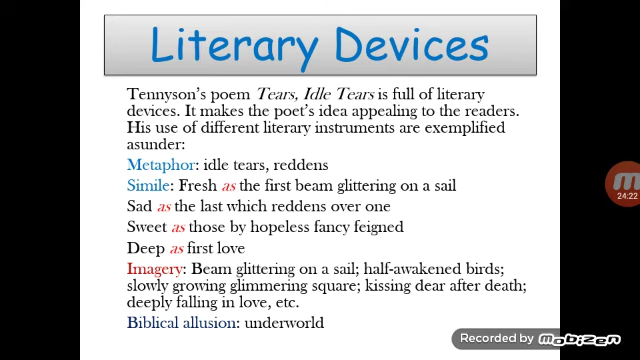 Literary Devices
Tennyson's poem Tears, Idle Tears is full of literary
devices. It makes the poet's idea appealing to the readers.
His use of different literary instruments are exemplified
asunder:
Metaphor: idle tears, reddens
Simile: Fresh as the first beam glittering on a sail
Sad as the last which reddens over one
Sweet as those by hopeless fancy feigned
Deep as first love
Imagery: Beam glittering on a sail; half-awakened birds;
slowly growing glimmering square; kissing dear after death;
deeply falling in love, etc.
Biblical allusion: underworld
24:22
Recorded by mobizen